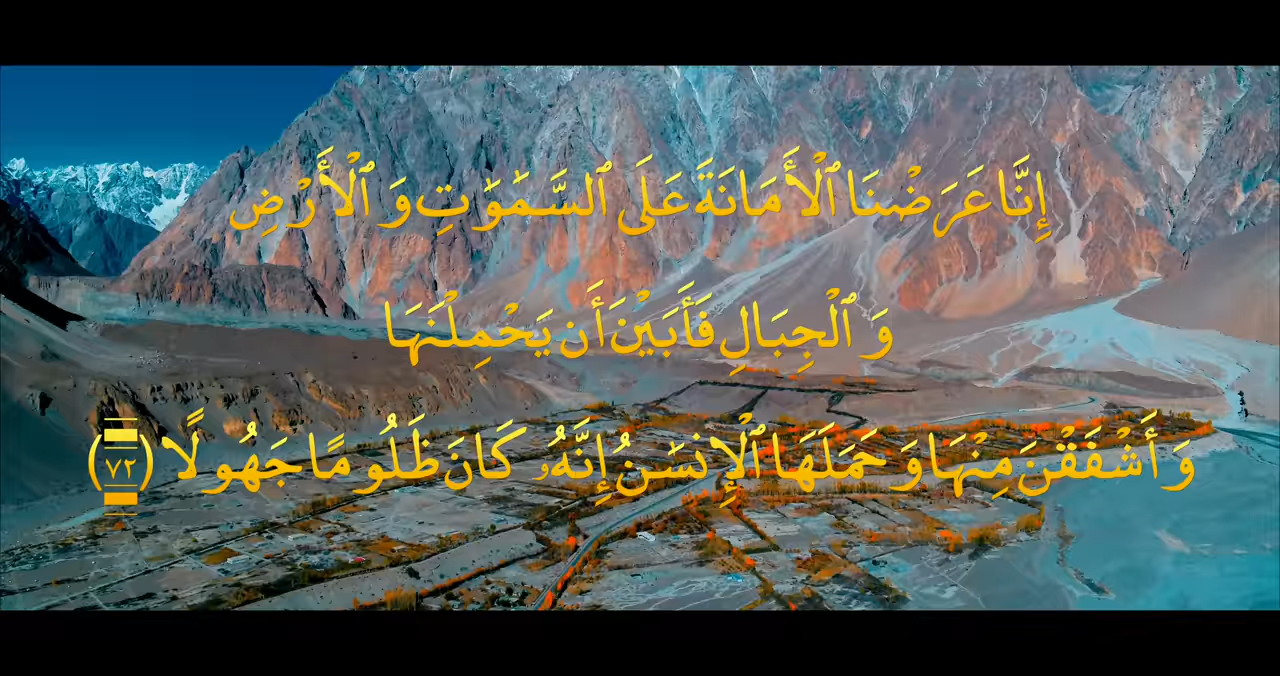 إِنَّا عَرَضْنَا ٱلْأَمَانَةَ عَلَى ٱلسَّمَٰوَٰتِ وَٱلْأَرْضِ
وَٱلْجِبَالِ فَأَبَيْنَ أَن يَحْمِلْنَهَا
وَأَشْفَقْنَ مِنْهَا وَحَمَلَهَا ٱلْإِنسَٰنُ إِنَّهُۥ كَانَ ظَلُومًا جَهُولًا (٧٢)